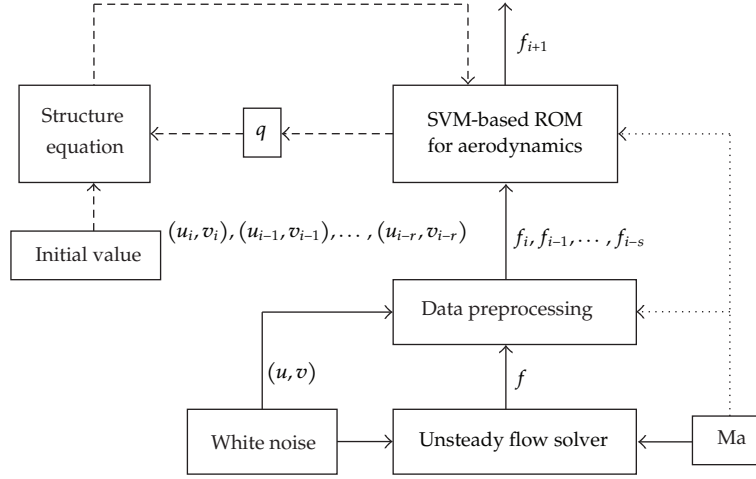 f_{i+1}
Structure
equation
q
SVM-based ROM
for aerodynamics
Initial value
(u_i, v_i), (u_{i−1}, v_{i−1}), . . . , (u_{i−r}, v_{i−r})
f_i, f_{i−1}, · · · , f_{i−s}
Data preprocessing
(u, v)
f
White noise
Unsteady flow solver
Ma